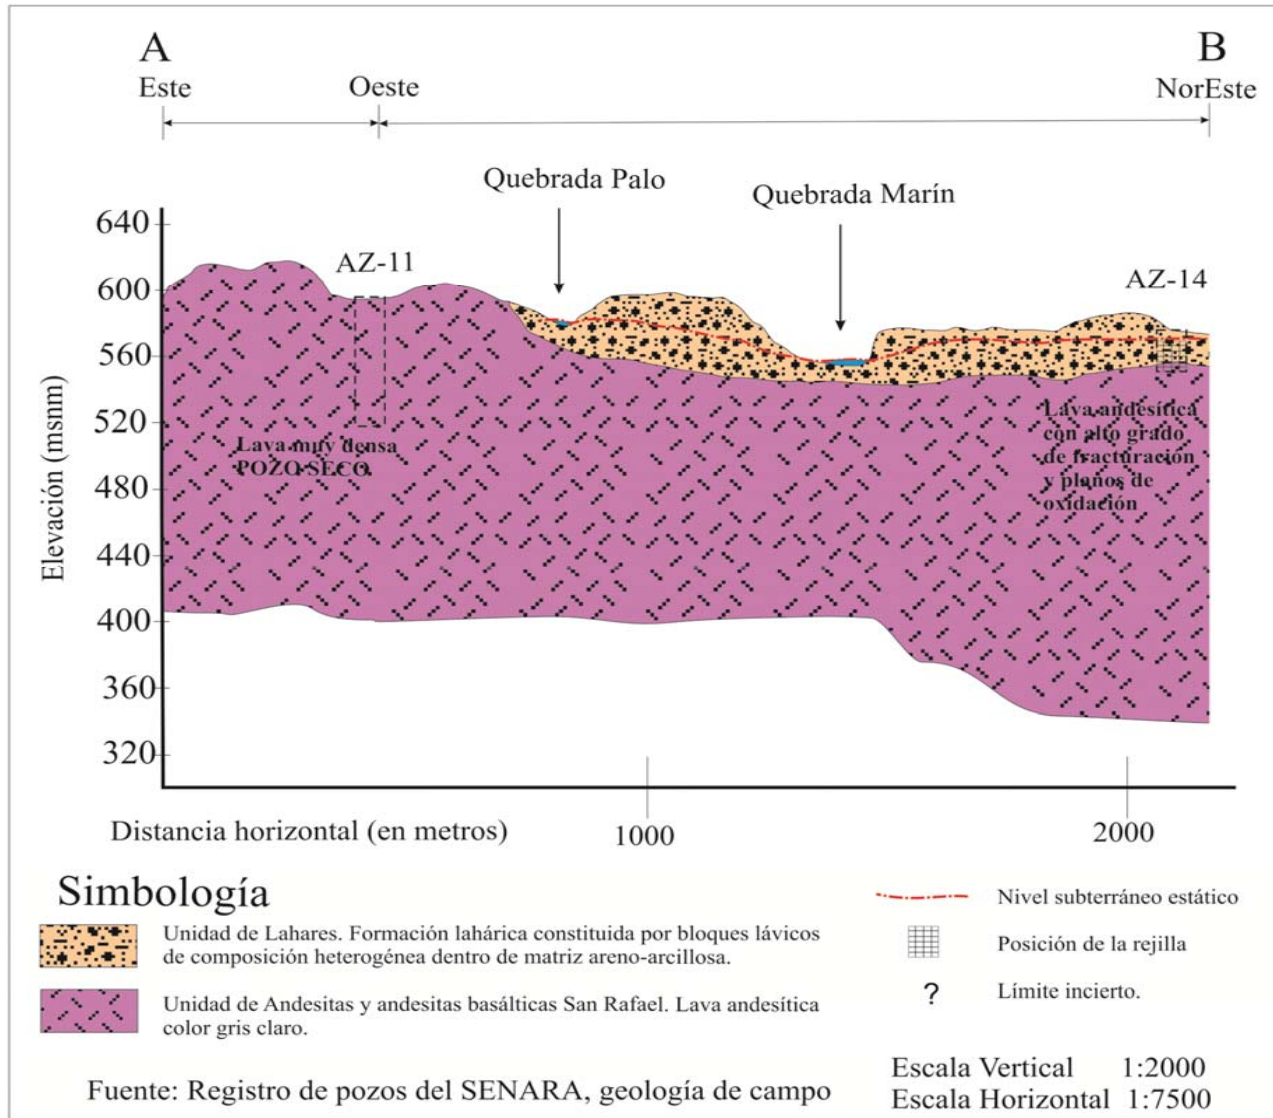 A B
Este Oeste NorEste
Quebrada Palo
Quebrada Marín
640
AZ-11
AZ-14
600
560
520
480
440
400
360
320
Elevación (msnm)
Lava muy densa
POZO SECO
Lava andesítica
con alto grado
de fracturación
y planos de
oxidación
Distancia horizontal (en metros) 1000 2000
Simbología
Unidad de Lahares. Formación lahárica constituida por bloques lávicos
de composición heterogénea dentro de matriz areno-arcillosa.
Unidad de Andesitas y andesitas basálticas San Rafael. Lava andesítica
color gris claro.
Nivel subterráneo estático
Posición de la rejilla
? Límite incierto.
Fuente: Registro de pozos del SENARA, geología de campo
Escala Vertical 1:2000
Escala Horizontal 1:7500